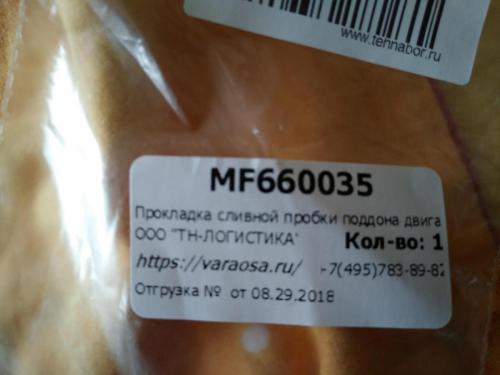 www.tennabor.ru
MF660035
Прокладка сливной пробки поддона двига
ООО "ТН-ЛОГИСТИКА" Кол-во: 1
https://varaosa.ru/ +7(495)783-89-82
Отгрузка № от 08.29.2018